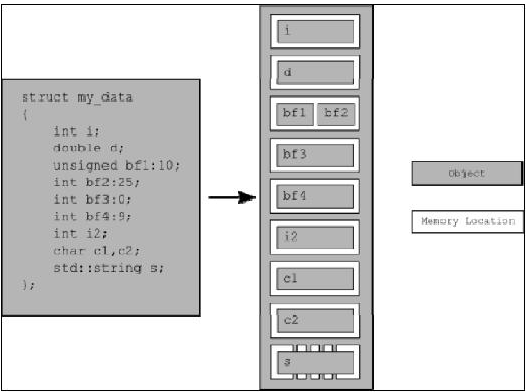 struct my_data
{
int i;
double d;
unsigned bf1:10;
int bf2:25;
int bf3:0;
int bf4:9;
int i2;
char c1,c2;
std::string s;
};
i
d
bf1 bf2
bf3
bf4
i2
c1
c2
s
Object
Memory Location